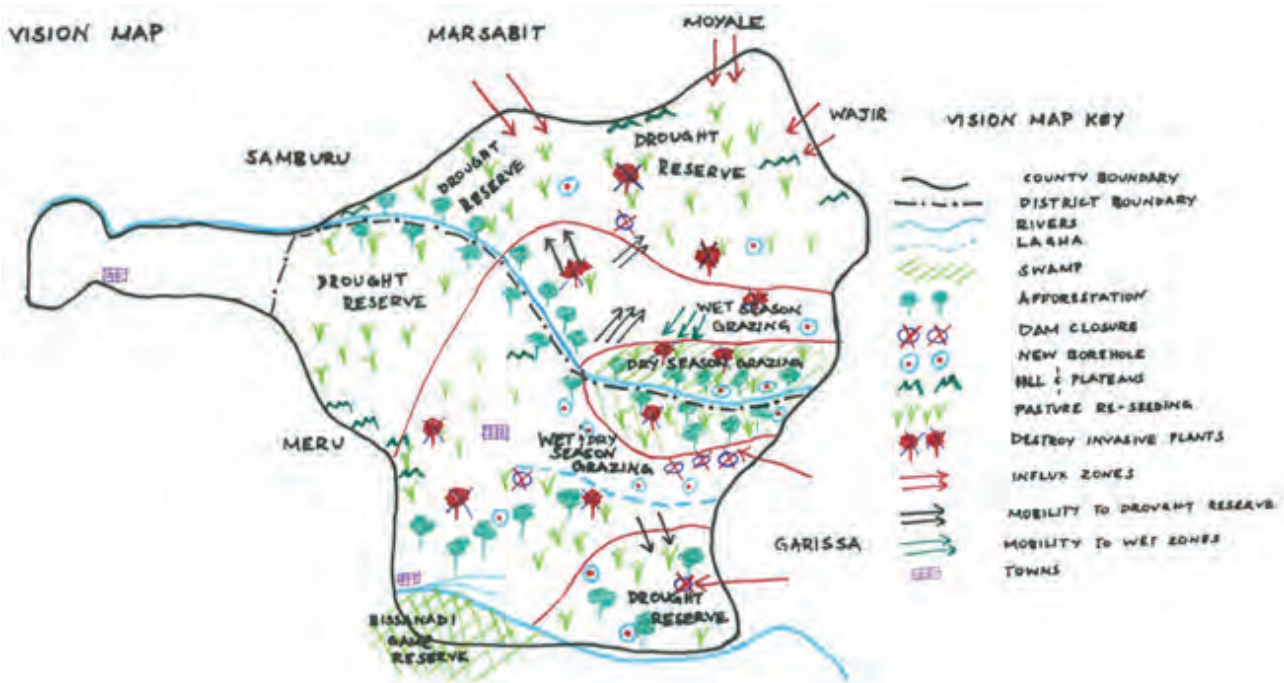 VISION MAP
MARSABIT
MOYALE
WAJIR
SAMBURU
DROUGHT
RESERVE
DROUGHT
RESERVE
DROUGHT
RESERVE
WET SEASON
GRAZING
DRY SEASON GRAZING
MERU
WET & DRY
SEASON
GRAZING
GARISSA
DROUGHT
RESERVE
BISSANADI
GAME
RESERVE
VISION MAP KEY
COUNTY BOUNDARY
DISTRICT BOUNDARY
RIVERS
LAGHA
SWAMP
AFFORESTATION
DAM CLOSURE
NEW BOREHOLE
HILL & PLATEAUS
PASTURE RE-SEEDING
DESTROY INVASIVE PLANTS
INFLUX ZONES
MOBILITY TO DROUGHT RESERVE
MOBILITY TO WET ZONES
TOWNS